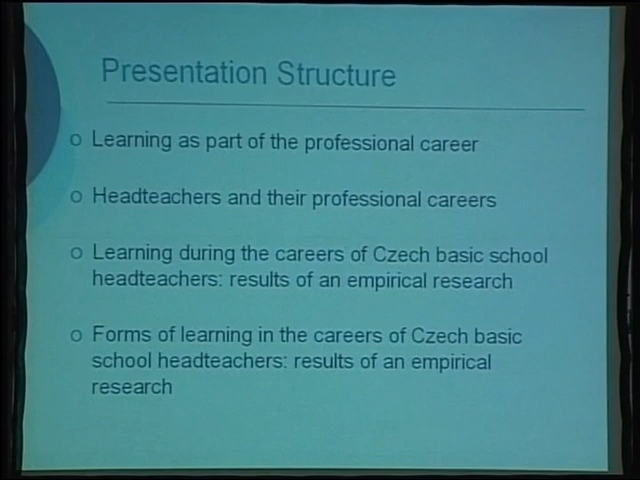 Presentation Structure
o Learning as part of the professional career
o Headteachers and their professional careers
o Learning during the careers of Czech basic school
headteachers: results of an empirical research
o Forms of learning in the careers of Czech basic
school headteachers: results of an empirical
research